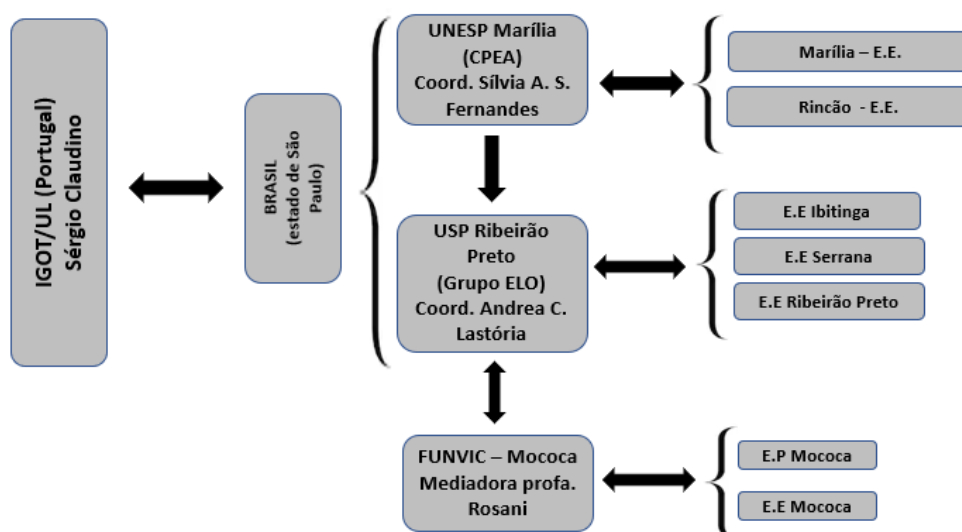 IGOT/UL (Portugal)
Sérgio Claudino
BRASIL
(estado de São
Paulo)
UNESP Marília
(CPEA)
Coord. Sílvia A. S.
Fernandes
Marília – E.E.
Rincão - E.E.
USP Ribeirão
Preto
(Grupo ELO)
Coord. Andrea C.
Lastória
E.E Ibitinga
E.E Serrana
E.E Ribeirão Preto
FUNVIC – Mococa
Mediadora profa.
Rosani
E.P Mococa
E.E Mococa